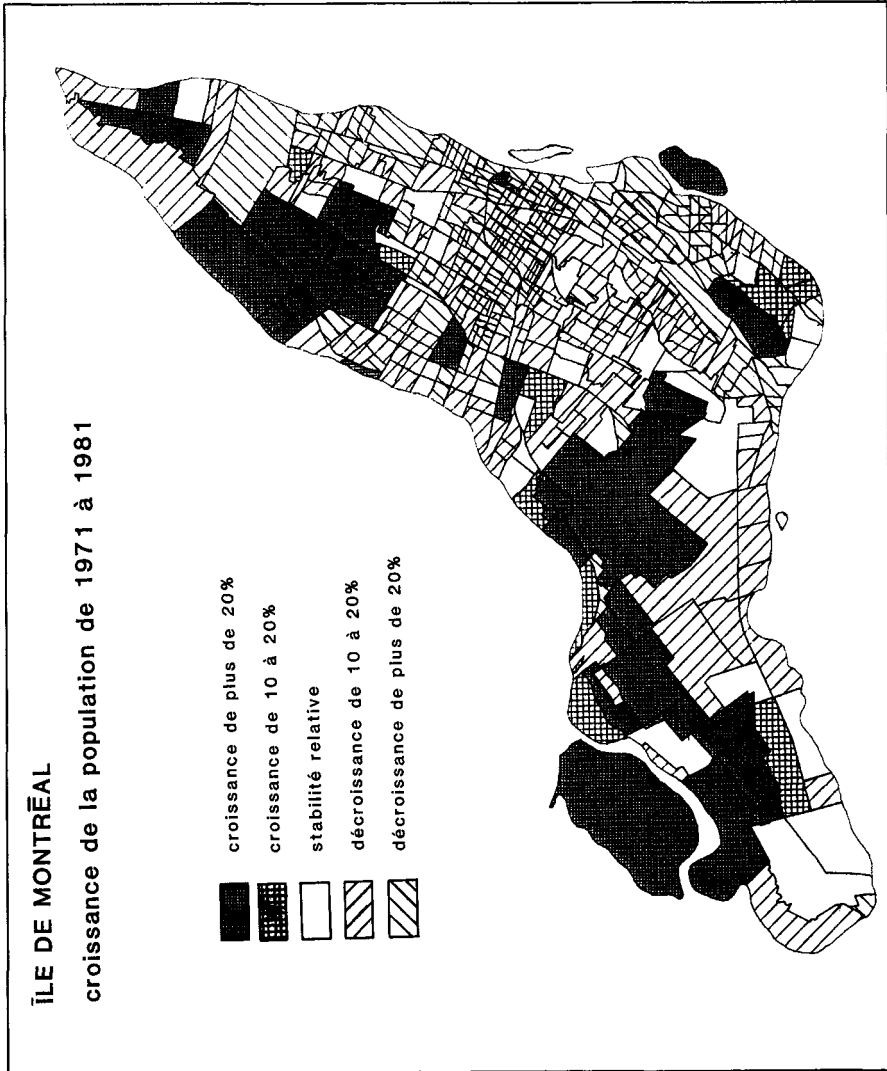 ÎLE DE MONTRÉAL
croissance de la population de 1971 à 1981
croissance de plus de 20%
croissance de 10 à 20%
stabilité relative
décroissance de 10 à 20%
décroissance de plus de 20%